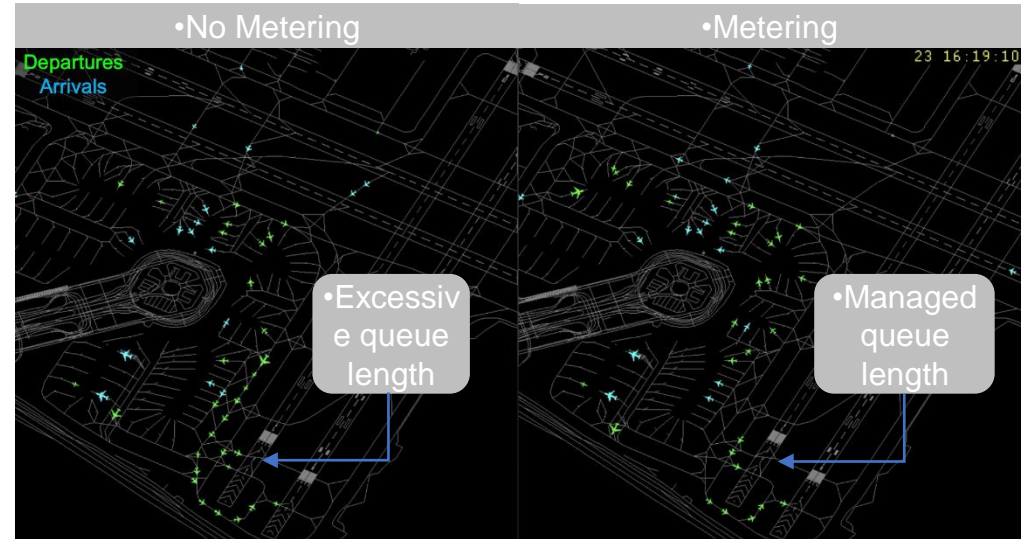 •No Metering
•Metering
Departures
Arrivals
23 16:19:10
•Excessiv
e queue
length
•Managed
queue
length